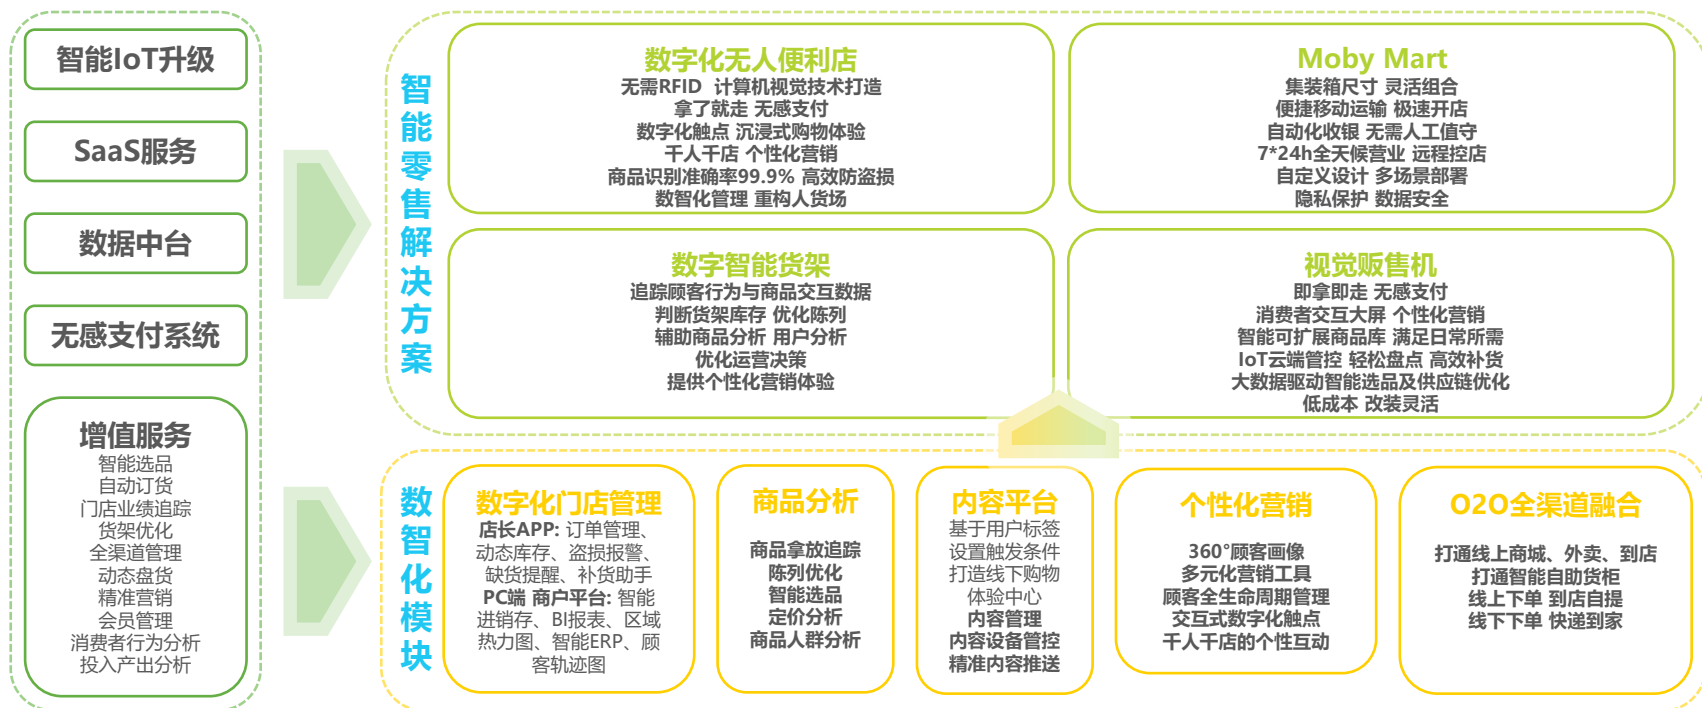 智能IoT升级
SaaS服务
数据中台
无感支付系统
增值服务
智能选品
自动订货
门店业绩追踪
货架优化
全渠道管理
动态盘货
精准营销
会员管理
消费者行为分析
投入产出分析
智能零售解决方案
数字化无人便利店
无需RFID 计算机视觉技术打造
拿了就走 无感支付
数字化触点 沉浸式购物体验
千人千店 个性化营销
商品识别准确率99.9% 高效防盗损
数智化管理 重构人货场
Moby Mart
集装箱尺寸 灵活组合
便捷移动运输 极速开店
自动化收银 无需人工值守
7*24h全天候营业 远程控店
自定义设计 多场景部署
隐私保护 数据安全
数字智能货架
追踪顾客行为与商品交互数据
判断货架库存 优化陈列
辅助商品分析 用户分析
优化运营决策
提供个性化营销体验
视觉贩售机
即拿即走 无感支付
消费者交互大屏 个性化营销
智能可扩展商品库 满足日常所需
IoT云端管控 轻松盘点 高效补货
大数据驱动智能选品及供应链优化
低成本 改装灵活
数智化模块
数字化门店管理
店长APP: 订单管理、
动态库存、盗损报警、
缺货提醒、补货助手
PC端 商户平台: 智能
进销存、BI报表、区域
热力图、智能ERP、顾
客轨迹图
商品分析
商品拿放追踪
陈列优化
智能选品
定价分析
商品人群分析
内容平台
基于用户标签
设置触发条件
打造线下购物
体验中心
内容管理
内容设备管控
精准内容推送
个性化营销
360°顾客画像
多元化营销工具
顾客全生命周期管理
交互式数字化触点
千人千店的个性互动
O2O全渠道融合
打通线上商城、外卖、到店
打通智能自助货柜
线上下单 到店自提
线下下单 快递到家